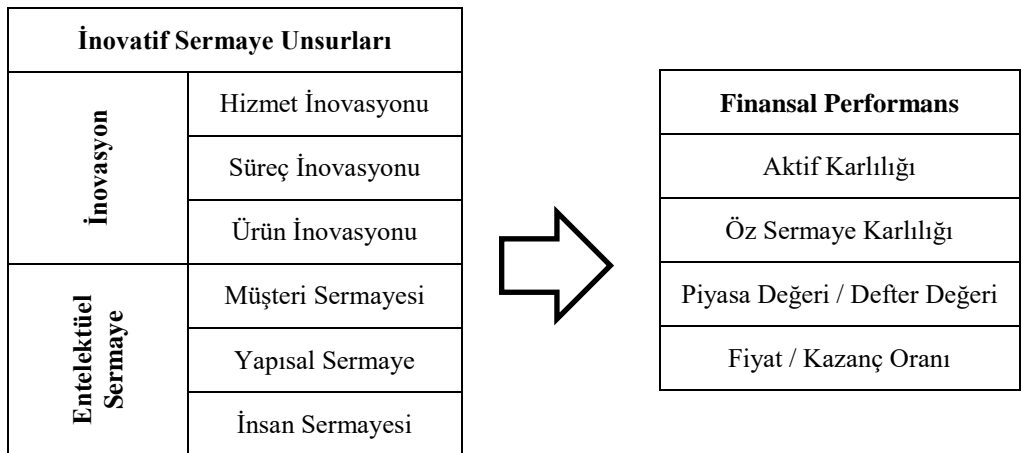 İnovatif Sermaye Unsurları
İnovasyon
Hizmet İnovasyonu
Süreç İnovasyonu
Ürün İnovasyonu
Entelektüel
Sermaye
Müşteri Sermayesi
Yapısal Sermaye
İnsan Sermayesi
Finansal Performans
Aktif Karlılığı
Öz Sermaye Karlılığı
Piyasa Değeri / Defter Değeri
Fiyat / Kazanç Oranı